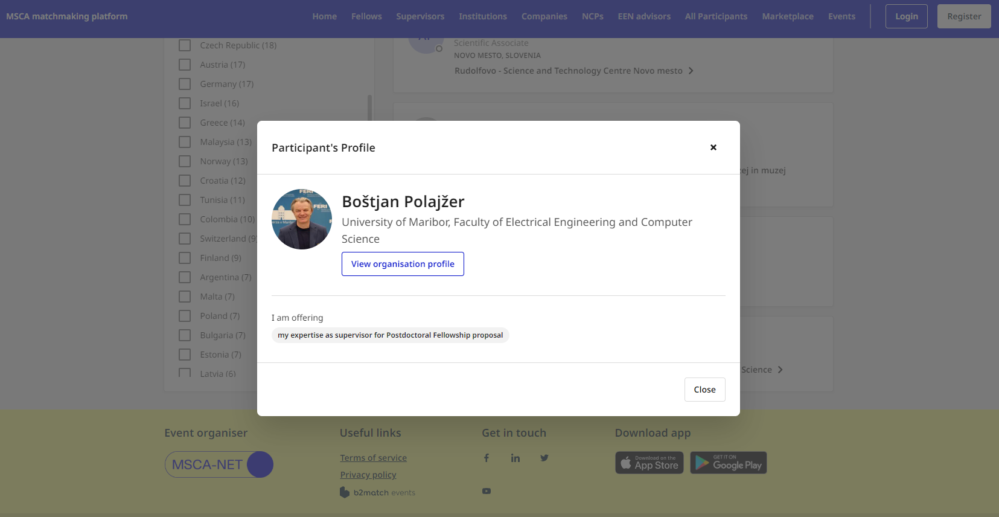 MSCA matchmaking platform
Home Fellows Supervisors Institutions Companies NCPs EEN advisors All Participants Marketplace Events Login Register
Czech Republic (18)
Austria (17)
Germany (17)
Israel (16)
Greece (14)
Malaysia (13)
Norway (13)
Croatia (12)
Tunisia (11)
Colombia (10)
Switzerland (9
Finland (9)
Argentina (7)
Malta (7)
Poland (7)
Bulgaria (7)
Estonia (7)
Latvia (6)
Scientific Associate
NOVO MESTO, SLOVENIA
Rudolfovo - Science and Technology Centre Novo mesto
in muzej
Science
Participant's Profile
FERI
FERI
Boštjan Polajžer
University of Maribor, Faculty of Electrical Engineering and Computer
Science
View organisation profile
I am offering
my expertise as supervisor for Postdoctoral Fellowship proposal
Close
Event organiser
MSCA-NET
Useful links
Terms of service
Privacy policy
b2match events
Get in touch
Download app
Download on the
App Store
GET IT ON
Google Play